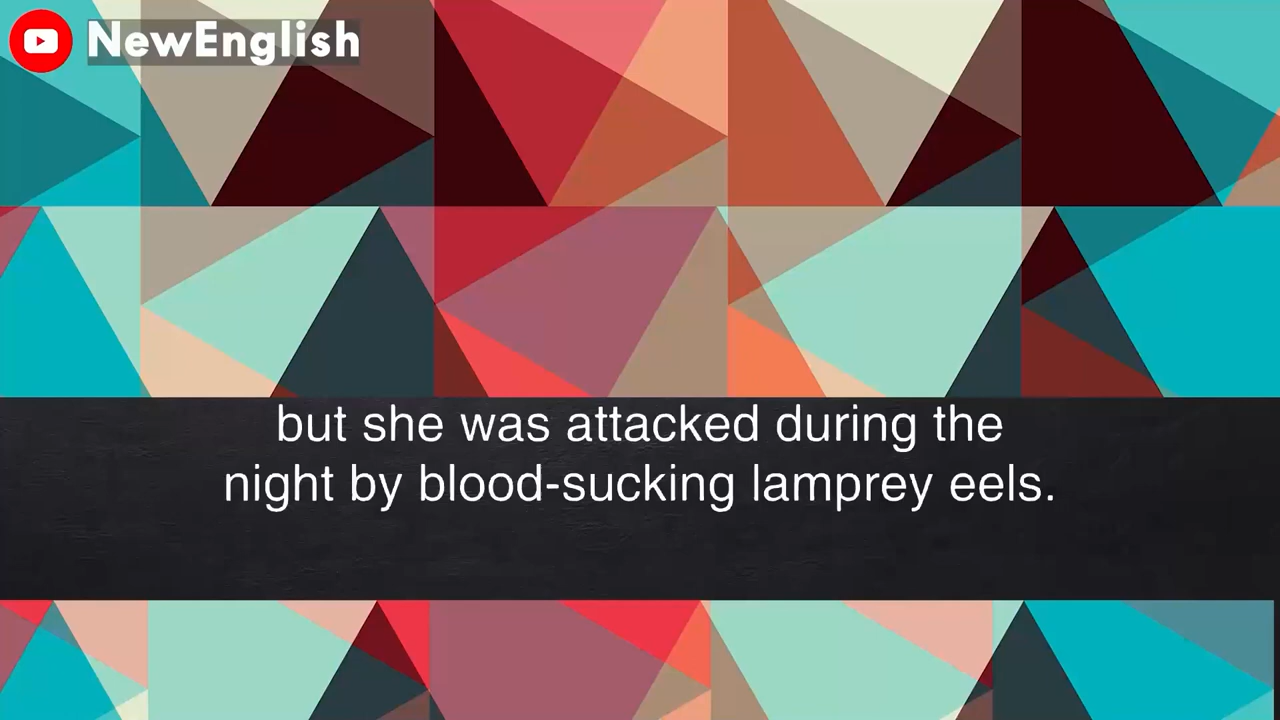 NewEnglish
but she was attacked during the
night by blood-sucking lamprey eels.